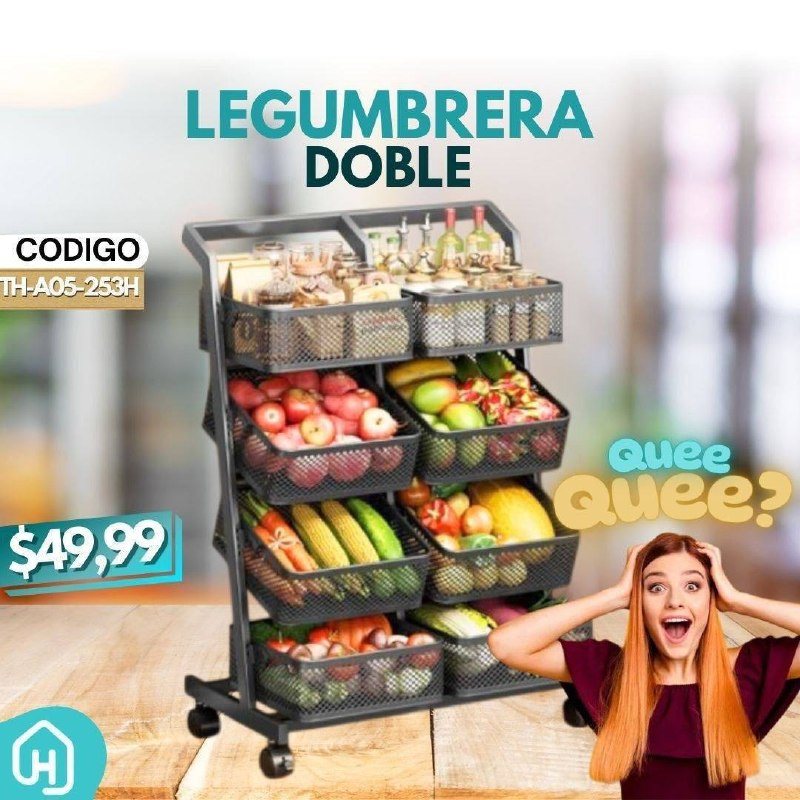 LEGUMBRERA
DOBLE
CODIGO
TH-A05-253H
$49,99
Quee
Quee?